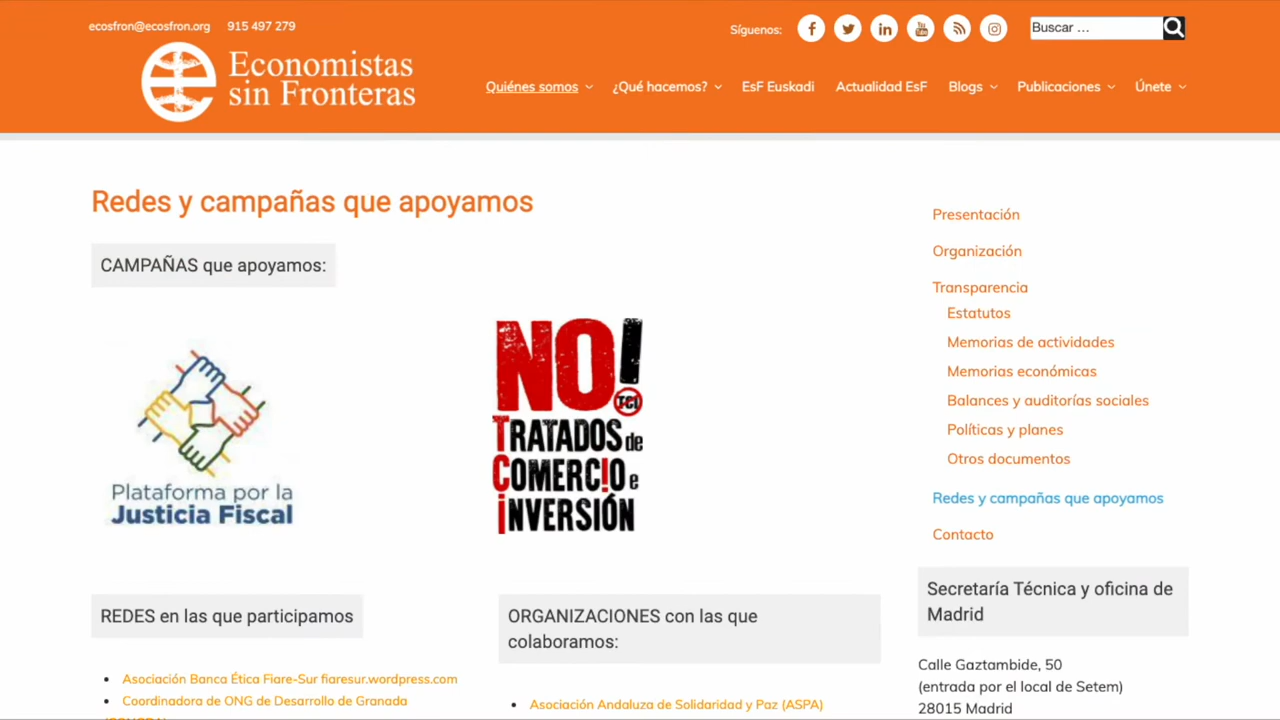 ecosfron@ecosfron.org 915 497 279
Síguenos:
Buscar ...
Economistas
sin Fronteras
Quiénes somos ¿Qué hacemos? EsF Euskadi Actualidad EsF Blogs Publicaciones Únete
Redes y campañas que apoyamos
CAMPAÑAS que apoyamos:
Plataforma por la
Justicia Fiscal
NO!
TCI
TRATADOS de
COMERCIO e
INVERSIÓN
REDES en las que participamos
Asociación Banca Ética Fiare-Sur fiaresur.wordpress.com
Coordinadora de ONG de Desarrollo de Granada
ORGANIZACIONES con las que
colaboramos:
Asociación Andaluza de Solidaridad y Paz (ASPA)
Presentación
Organización
Transparencia
Estatutos
Memorias de actividades
Memorias económicas
Balances y auditorías sociales
Políticas y planes
Otros documentos
Redes y campañas que apoyamos
Contacto
Secretaría Técnica y oficina de
Madrid
Calle Gaztambide, 50
(entrada por el local de Setem)
28015 Madrid